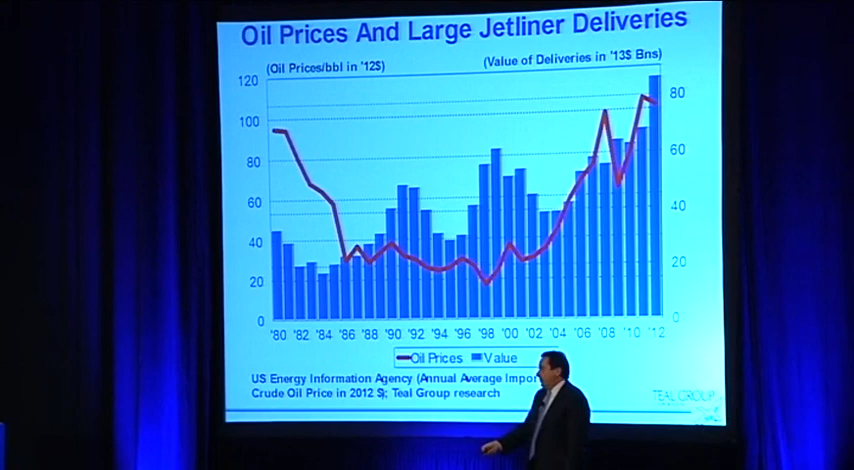 Oil Prices And Large Jetliner Deliveries
(Oil Prices/bbl in '12$) (Value of Deliveries in '13$ Bns)
120
100
80
60
40
20
0
80
60
40
20
0
'80 '82 '84 '86 '88 '90 '92 '94 '96 '98 '00 '02 '04 '06 '08 '10 '12
Oil Prices Value
US Energy Information Agency (Annual Average
Crude Oil Price in 2012 $); Teal Group research
TEAL GROUP